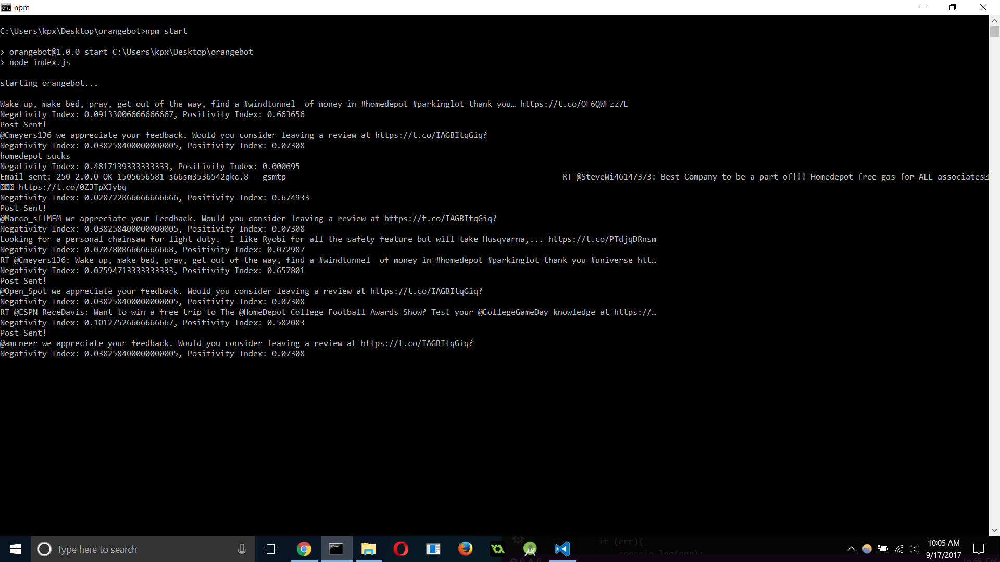 npm
C:\Users\kpx\Desktop\orangebot>npm start
> orangebot@1.0.0 start C:\Users\kpx\Desktop\orangebot
> node index.js
starting orangebot...
Wake up, make bed, pray, get out of the way, find a #windtunnel  of money in #homedepot #parkinglot thank you… https://t.co/OF6QWFzz7E
Negativity Index: 0.09133006666666667, Positivity Index: 0.663656
Post Sent!
@Cmeyers136 we appreciate your feedback. Would you consider leaving a review at https://t.co/IAGBItqGiq?
Negativity Index: 0.038258400000000005, Positivity Index: 0.07308
homedepot sucks
Negativity Index: 0.4817139333333333, Positivity Index: 0.000695
Email sent: 250 2.0.0 OK 1505656581 s66sm3536542qkc.8 - gsmtp RT @SteveWi46147373: Best Company to be a part of!!! Homedepot free gas for ALL associates
https://t.co/0ZJTpXJybq
Negativity Index: 0.028722866666666666, Positivity Index: 0.674933
Post Sent!
@Marco_sflMEM we appreciate your feedback. Would you consider leaving a review at https://t.co/IAGBItqGiq?
Negativity Index: 0.038258400000000005, Positivity Index: 0.07308
Looking for a personal chainsaw for light duty.  I like Ryobi for all the safety feature but will take Husqvarna,... https://t.co/PTdjqDRnsm
Negativity Index: 0.07078086666666668, Positivity Index: 0.072987
RT @Cmeyers136: Wake up, make bed, pray, get out of the way, find a #windtunnel  of money in #homedepot #parkinglot thank you #universe htt…
Negativity Index: 0.07594713333333333, Positivity Index: 0.657801
Post Sent!
@Open_Spot we appreciate your feedback. Would you consider leaving a review at https://t.co/IAGBItqGiq?
Negativity Index: 0.038258400000000005, Positivity Index: 0.07308
RT @ESPN_ReceDavis: Want to win a free trip to The @HomeDepot College Football Awards Show? Test your @CollegeGameDay knowledge at https://…
Negativity Index: 0.10127526666666667, Positivity Index: 0.582083
Post Sent!
@amcneer we appreciate your feedback. Would you consider leaving a review at https://t.co/IAGBItqGiq?
Negativity Index: 0.038258400000000005, Positivity Index: 0.07308
if (err){
console.log(err);
Type here to search
10:05 AM
9/17/2017